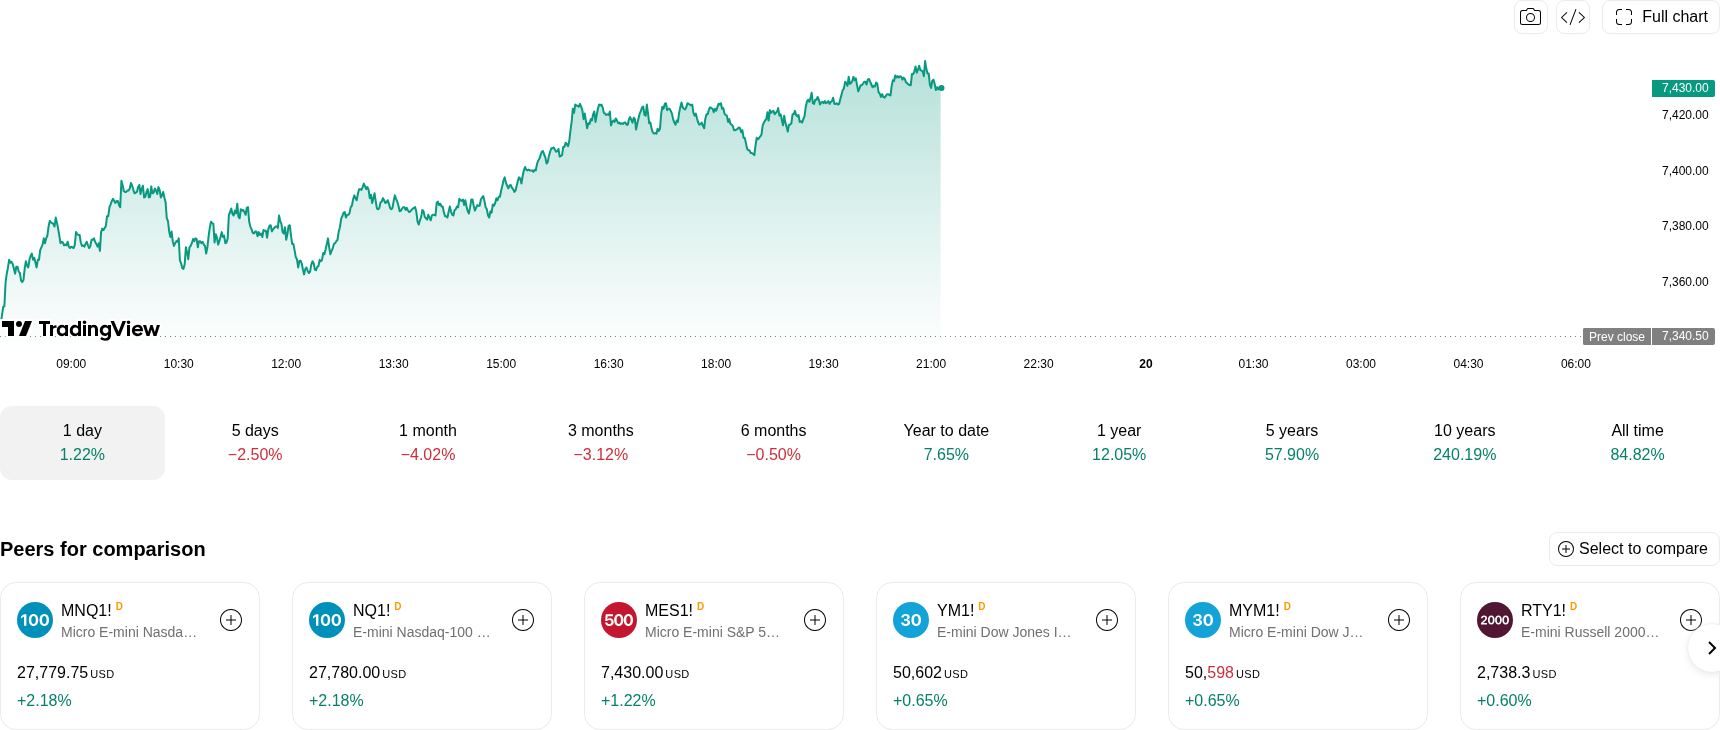 Full chart
7,430.00
7,420.00
7,400.00
7,380.00
7,360.00
TradingView
Prev close 7,340.50
09:00 10:30 12:00 13:30 15:00 16:30 18:00 19:30 21:00 22:30 20 01:30 03:00 04:30 06:00
1 day 5 days 1 month 3 months 6 months Year to date 1 year 5 years 10 years All time
1.22% −2.50% −4.02% −3.12% −0.50% 7.65% 12.05% 57.90% 240.19% 84.82%
Peers for comparison
Select to compare
100 MNQ1! D
Micro E-mini Nasda…
27,779.75 USD
+2.18%
100 NQ1! D
E-mini Nasdaq-100 …
27,780.00 USD
+2.18%
500 MES1! D
Micro E-mini S&P 5…
7,430.00 USD
+1.22%
30 YM1! D
E-mini Dow Jones I…
50,602 USD
+0.65%
30 MYM1! D
Micro E-mini Dow J…
50,598 USD
+0.65%
2000 RTY1! D
E-mini Russell 2000…
2,738.3 USD
+0.60%